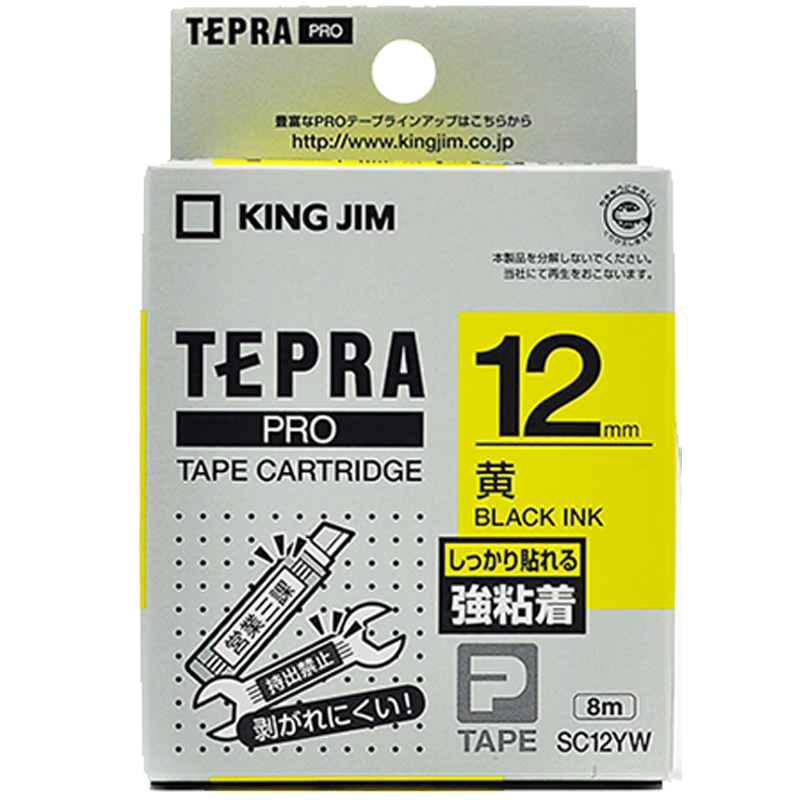 TEPRA PRO
豊富なPROテープラインアップはこちらから
http://www.kingjim.co.jp
KING JIM
本製品を分解しないでください。
当社にて再生をおこないます。
TEPRA
PRO
TAPE CARTRIDGE
12mm
黄
BLACK INK
しっかり貼れる
強粘着
営業三課
持出禁止
剥がれにくい!
P
TAPE
8m
SC12YW